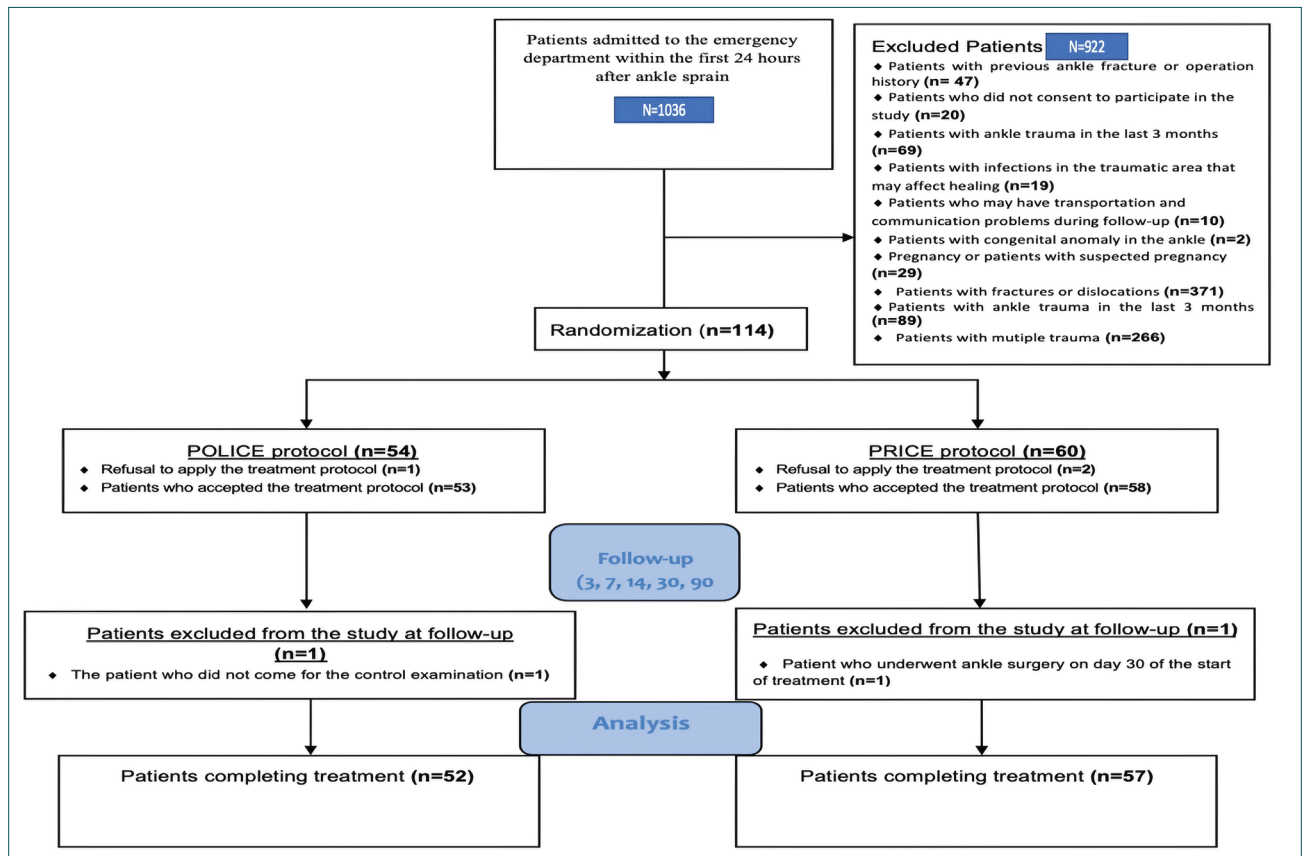 Patients admitted to the emergency
department within the first 24 hours
after ankle sprain
N=1036
Excluded Patients N=922
◆ Patients with previous ankle fracture or operation
history (n= 47)
◆ Patients who did not consent to participate in the
study (n=20)
◆ Patients with ankle trauma in the last 3 months
(n=69)
◆ Patients with infections in the traumatic area that
may affect healing (n=19)
◆ Patients who may have transportation and
communication problems during follow-up (n=10)
◆ Patients with congenital anomaly in the ankle (n=2)
◆ Pregnancy or patients with suspected pregnancy
(n=29)
◆ Patients with fractures or dislocations (n=371)
◆ Patients with ankle trauma in the last 3 months
(n=89)
◆ Patients with mutiple trauma (n=266)
Randomization (n=114)
POLICE protocol (n=54)
◆ Refusal to apply the treatment protocol (n=1)
◆ Patients who accepted the treatment protocol (n=53)
PRICE protocol (n=60)
◆ Refusal to apply the treatment protocol (n=2)
◆ Patients who accepted the treatment protocol (n=58)
Follow-up
(3, 7, 14, 30, 90
Patients excluded from the study at follow-up
(n=1)
◆ The patient who did not come for the control examination (n=1)
Patients excluded from the study at follow-up (n=1)
◆ Patient who underwent ankle surgery on day 30 of the start
of treatment (n=1)
Analysis
Patients completing treatment (n=52)
Patients completing treatment (n=57)